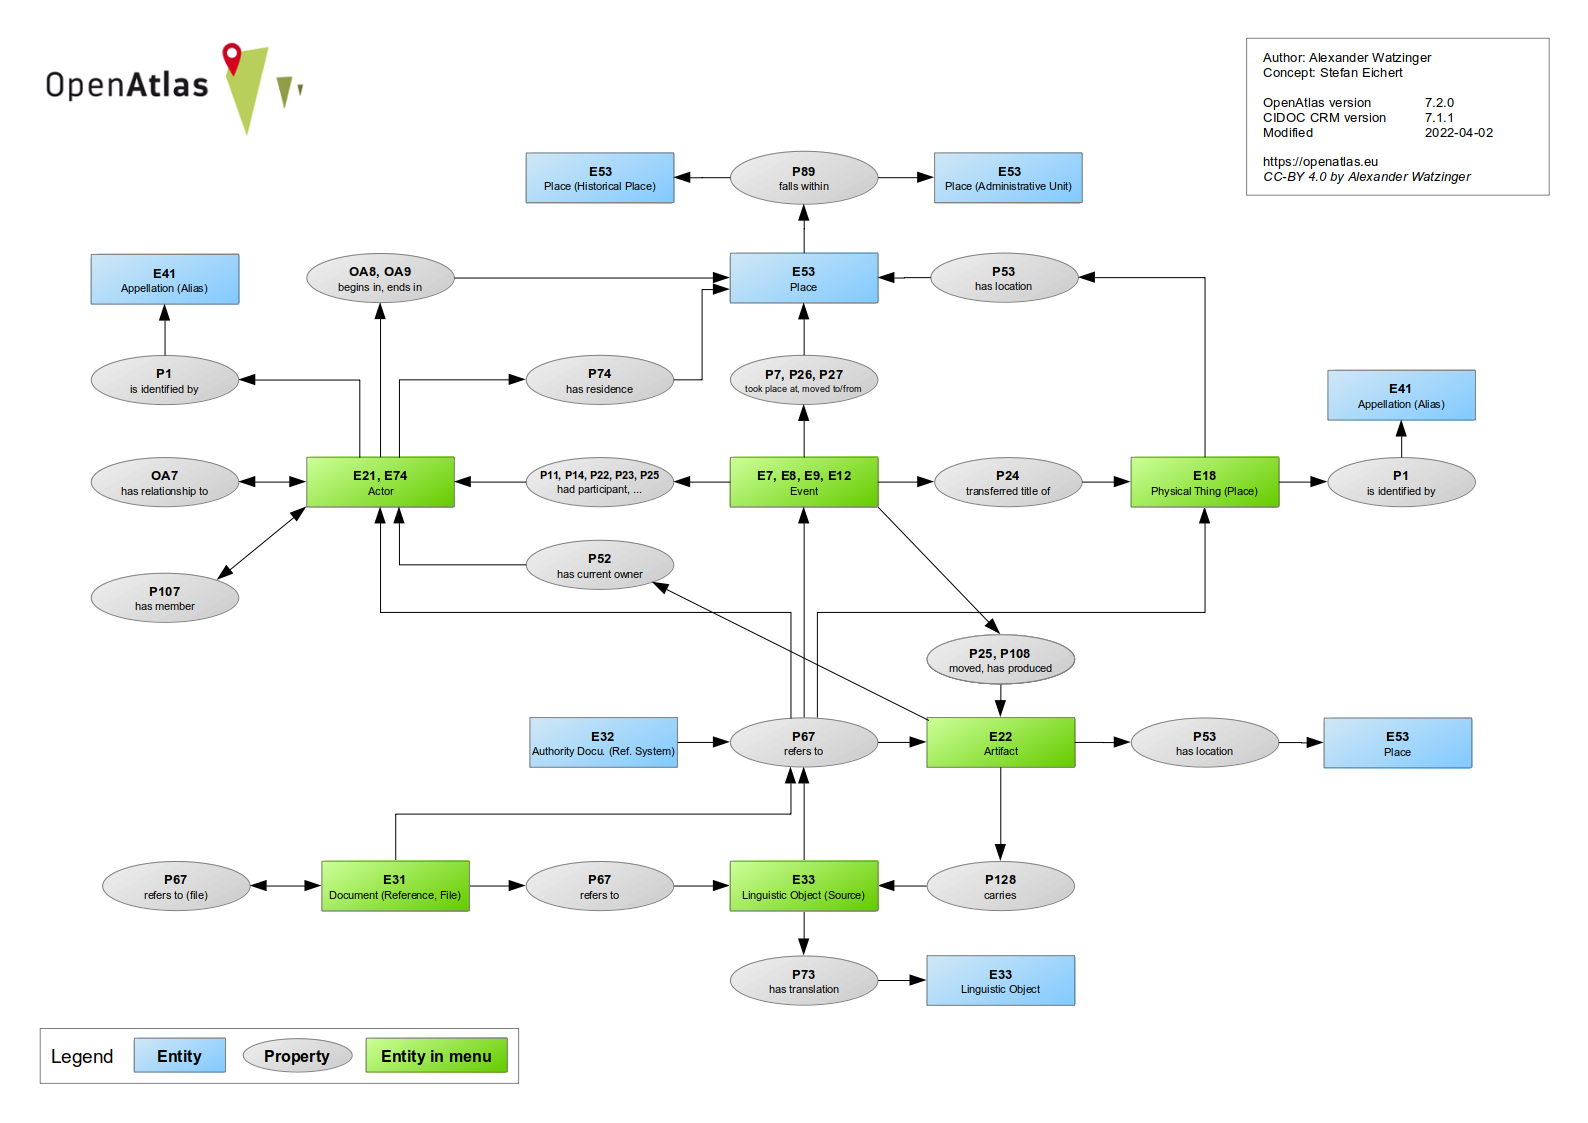 OpenAtlas
Author: Alexander Watzinger
Concept: Stefan Eichert
OpenAtlas version 7.2.0
CIDOC CRM version 7.1.1
Modified 2022-04-02
https://openatlas.eu
CC-BY 4.0 by Alexander Watzinger
E53
Place (Historical Place)
P89
falls within
E53
Place (Administrative Unit)
E41
Appellation (Alias)
OA8, OA9
begins in, ends in
E53
Place
P53
has location
P1
is identified by
P74
has residence
P7, P26, P27
took place at, moved to/from
E41
Appellation (Alias)
OA7
has relationship to
E21, E74
Actor
P11, P14, P22, P23, P25
had participant, ...
E7, E8, E9, E12
Event
P24
transferred title of
E18
Physical Thing (Place)
P1
is identified by
P52
has current owner
P107
has member
P25, P108
moved, has produced
E32
Authority Docu. (Ref. System)
P67
refers to
E22
Artifact
P53
has location
E53
Place
P67
refers to (file)
E31
Document (Reference, File)
P67
refers to
E33
Linguistic Object (Source)
P128
carries
P73
has translation
E33
Linguistic Object
Legend
Entity
Property
Entity in menu